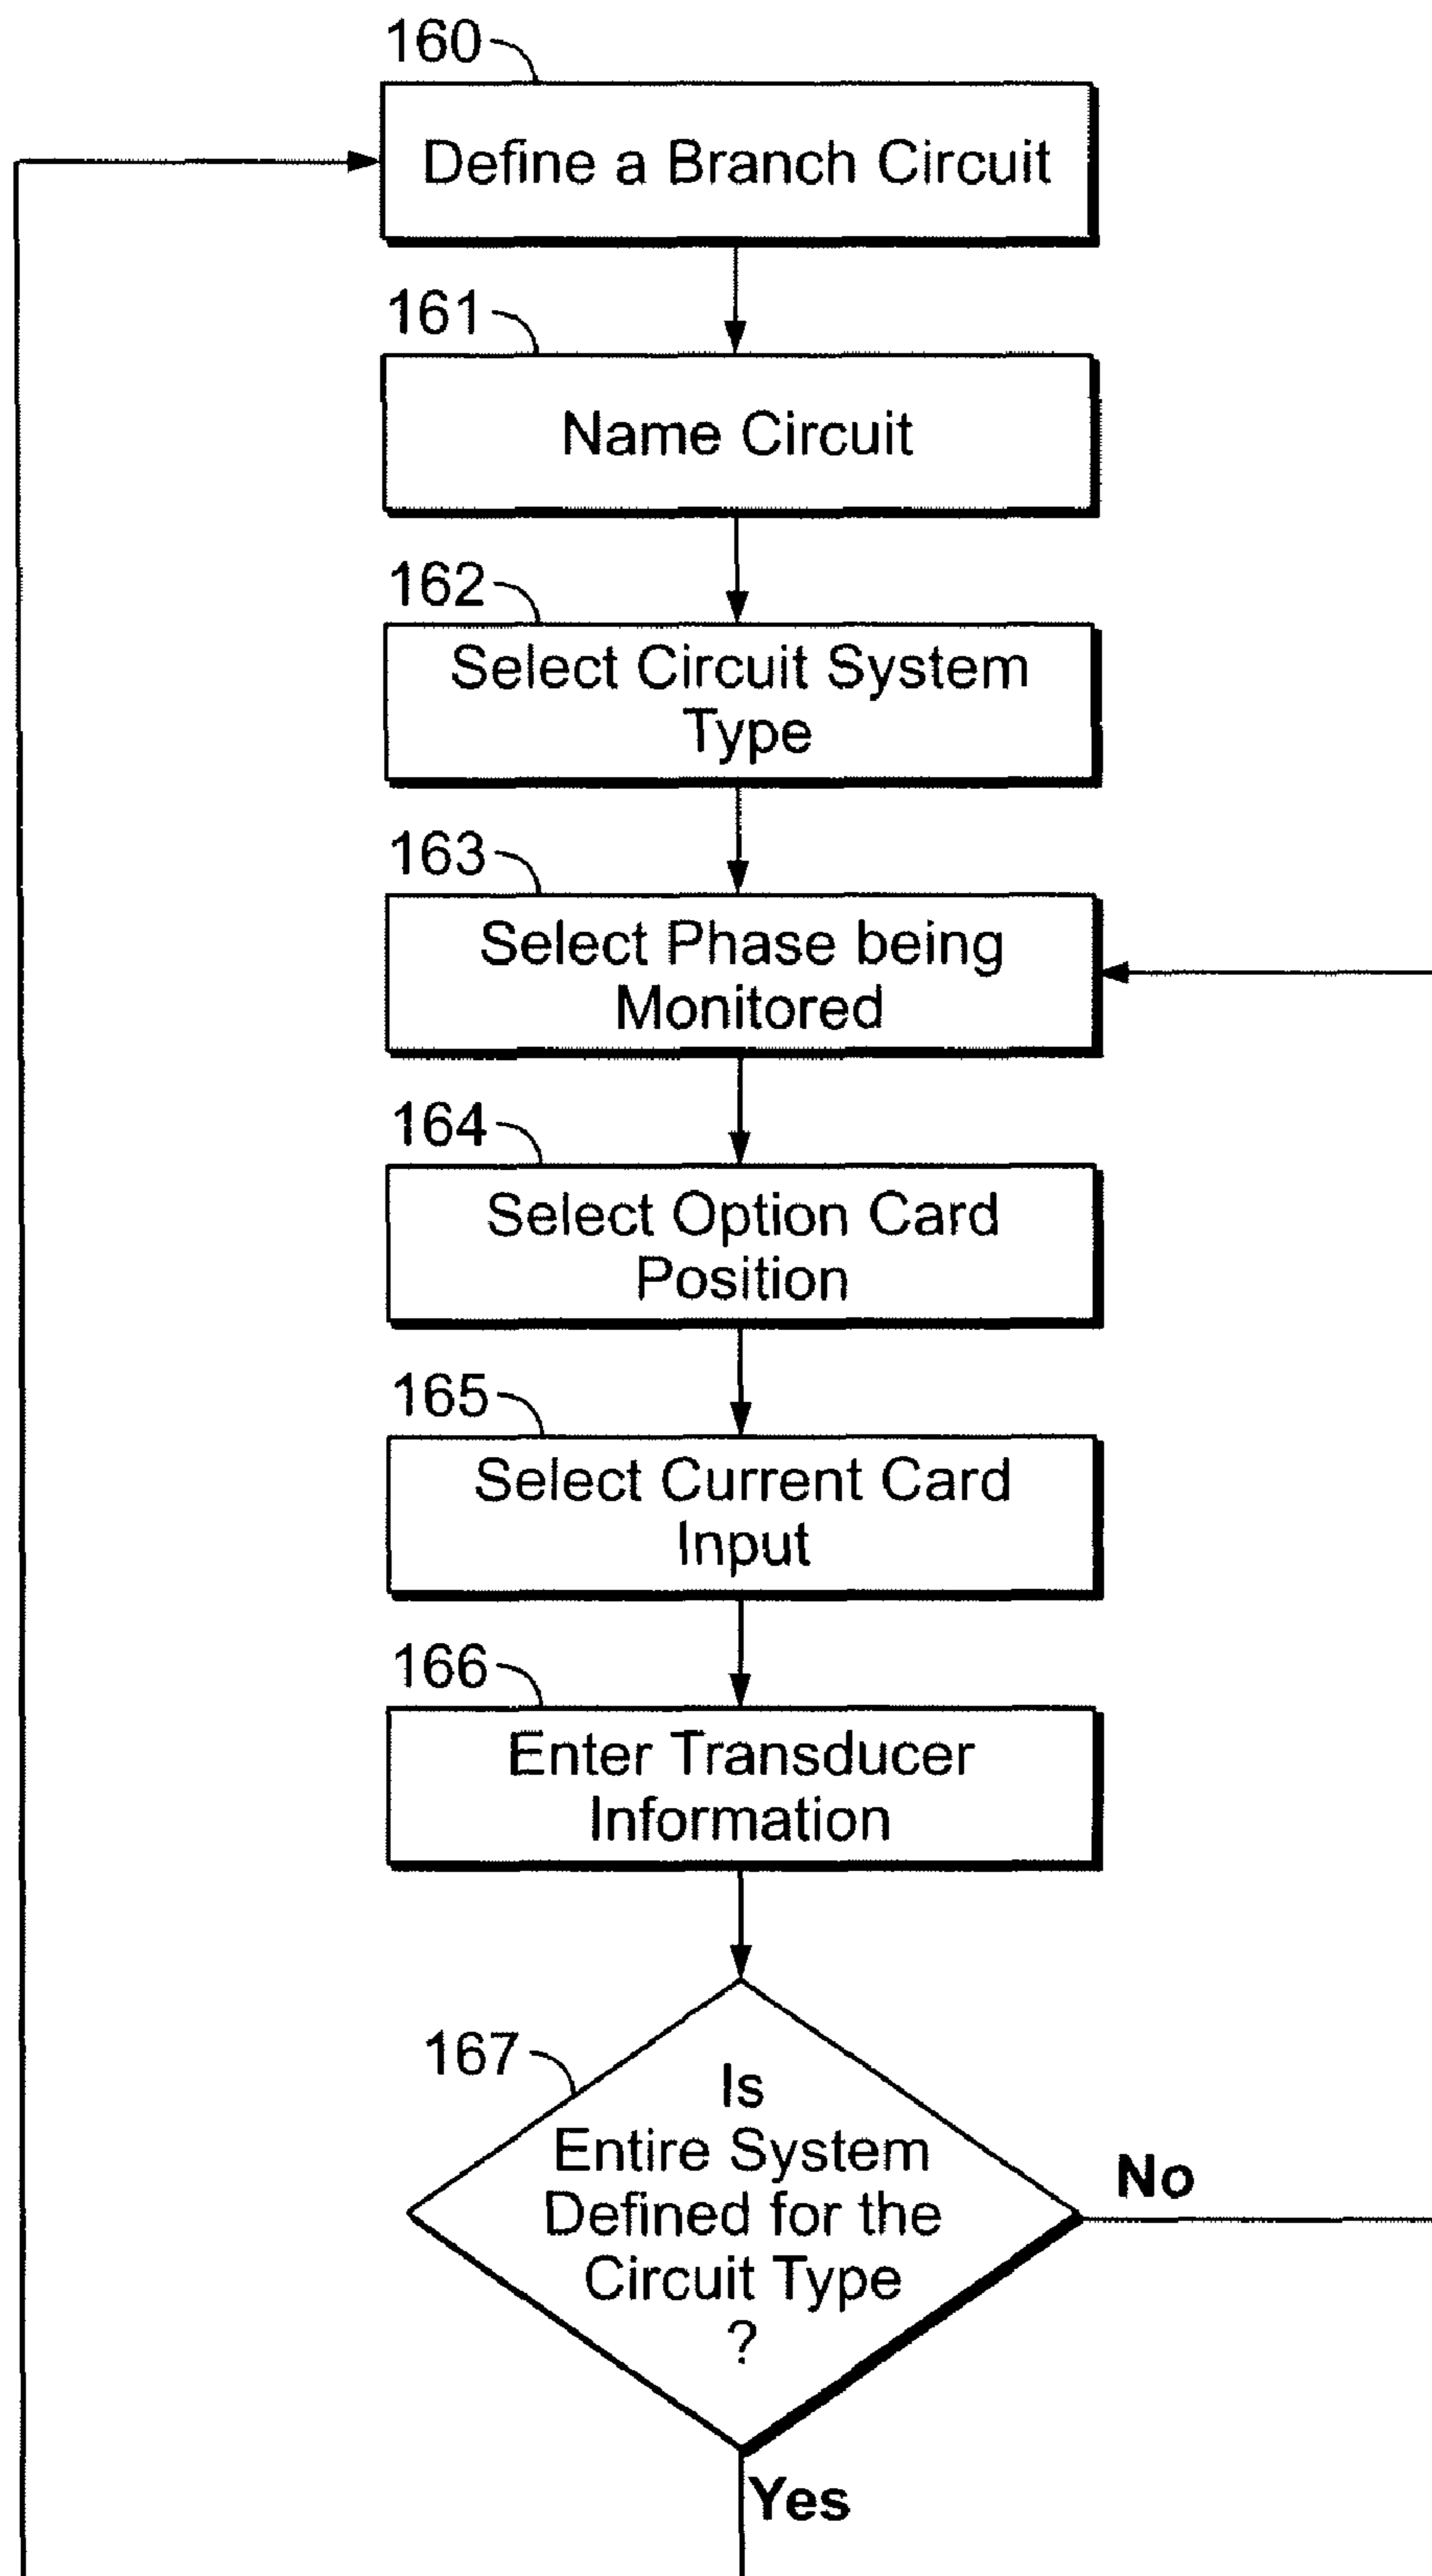 160
Define a Branch Circuit
161
Name Circuit
162
Select Circuit System
Type
163
Select Phase being
Monitored
164
Select Option Card
Position
165
Select Current Card
Input
166
Enter Transducer
Information
167
Is
Entire System
Defined for the
Circuit Type
?
No
Yes